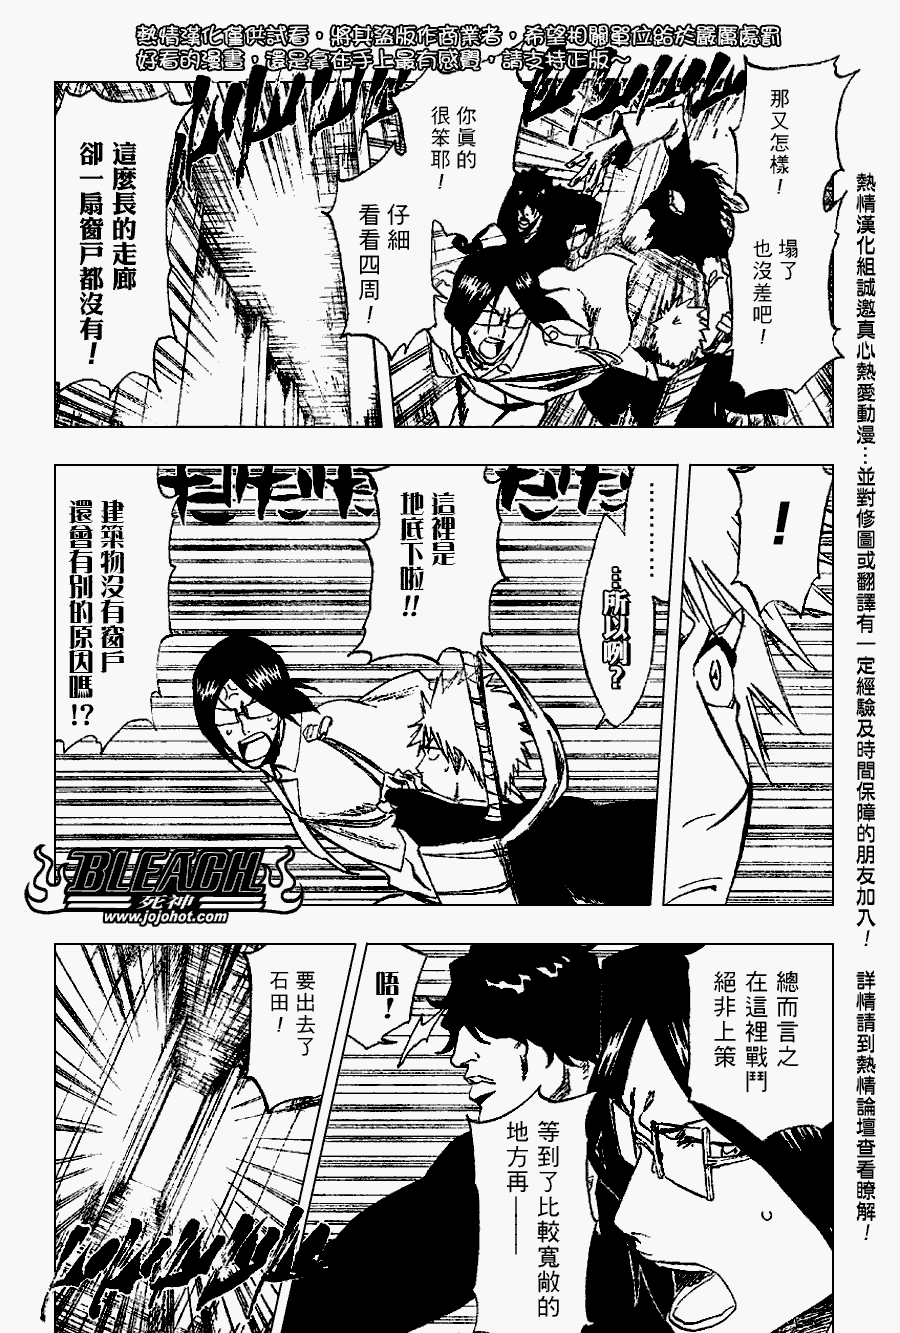 熱情漢化僅供試看，將其盜版作商業者，希望相關單位給於嚴厲處罰
好看的漫畫，還是拿在手上最有感覺，請支持正版～
那又怎樣！
塌了
也沒差吧！
你真的
很笨耶！
仔細
看看四周！
這麼長的走廊
卻一扇窗戶都沒有！
！
………
…所以咧？
這裡是
地底下啦!!
建築物沒有窗戶
還會有別的原因嗎!?
BLEACH
死神
www.jojohot.com
總而言之
在這裡戰鬥
絕非上策
等到了比較寬敞的
地方再——
唔！
要出去了
石田！
熱情漢化組誠邀真心熱愛動漫…並對修圖或翻譯有一定經驗及時間保障的朋友加入！ 詳情請到熱情論壇查看瞭解！